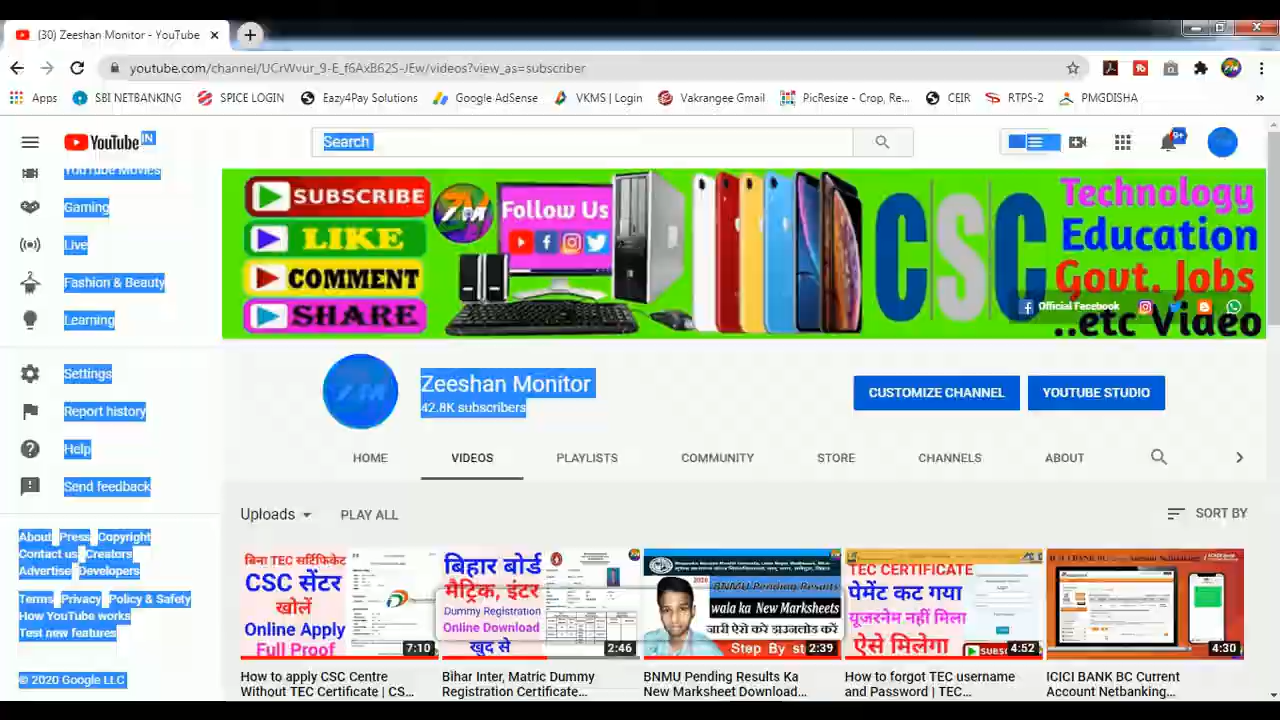 (30) Zeeshan Monitor - YouTube
youtube.com/channel/UCrWvur_9-E_f6AxB62S-JEw/videos?view_as=subscriber
Apps SBI NETBANKING SPICE LOGIN Eazy4Pay Solutions Google AdSense VKMS | Login Vakrangee Gmail PicResize - Crop, Re... CEIR RTPS-2 PMGDISHA
YouTube IN
Search
9+
YouTube Movies
Gaming
Live
Fashion & Beauty
Learning
Settings
Report history
Help
Send feedback
About Press Copyright
Contact us Creators
Advertise Developers
Terms Privacy Policy & Safety
How YouTube works
Test new features
© 2020 Google LLC
SUBSCRIBE
LIKE
COMMENT
SHARE
ZM
Follow Us
CSC
Technology
Education
Govt. Jobs
..etc Video
Official Facebook
Zeeshan Monitor
42.8K subscribers
CUSTOMIZE CHANNEL
YOUTUBE STUDIO
HOME VIDEOS PLAYLISTS COMMUNITY STORE CHANNELS ABOUT
Uploads PLAY ALL SORT BY
बिना TEC सर्टिफिकेट
CSC सेंटर
खोलें
Online Apply
Full Proof
7:10
How to apply CSC Centre
Without TEC Certificate | CS...
बिहार बोर्ड
मैट्रिक, इंटर
Any Registration
Online Download
खुद से
2:46
Bihar Inter, Matric Dummy
Registration Certificate...
2020
BNMU Pending Results
wala ka New Marksheets
जारी ऐसे करे डाऊनलोड
Step By st
2:39
BNMU Pending Results Ka
New Marksheet Download...
TEC CERTIFICATE
पेमेंट कट गया
यूजरनेम नहीं मिला
ऐसे मिलेगा
4:52
How to forgot TEC username
and Password | TEC...
4:30
ICICI BANK BC Current
Account Netbanking...